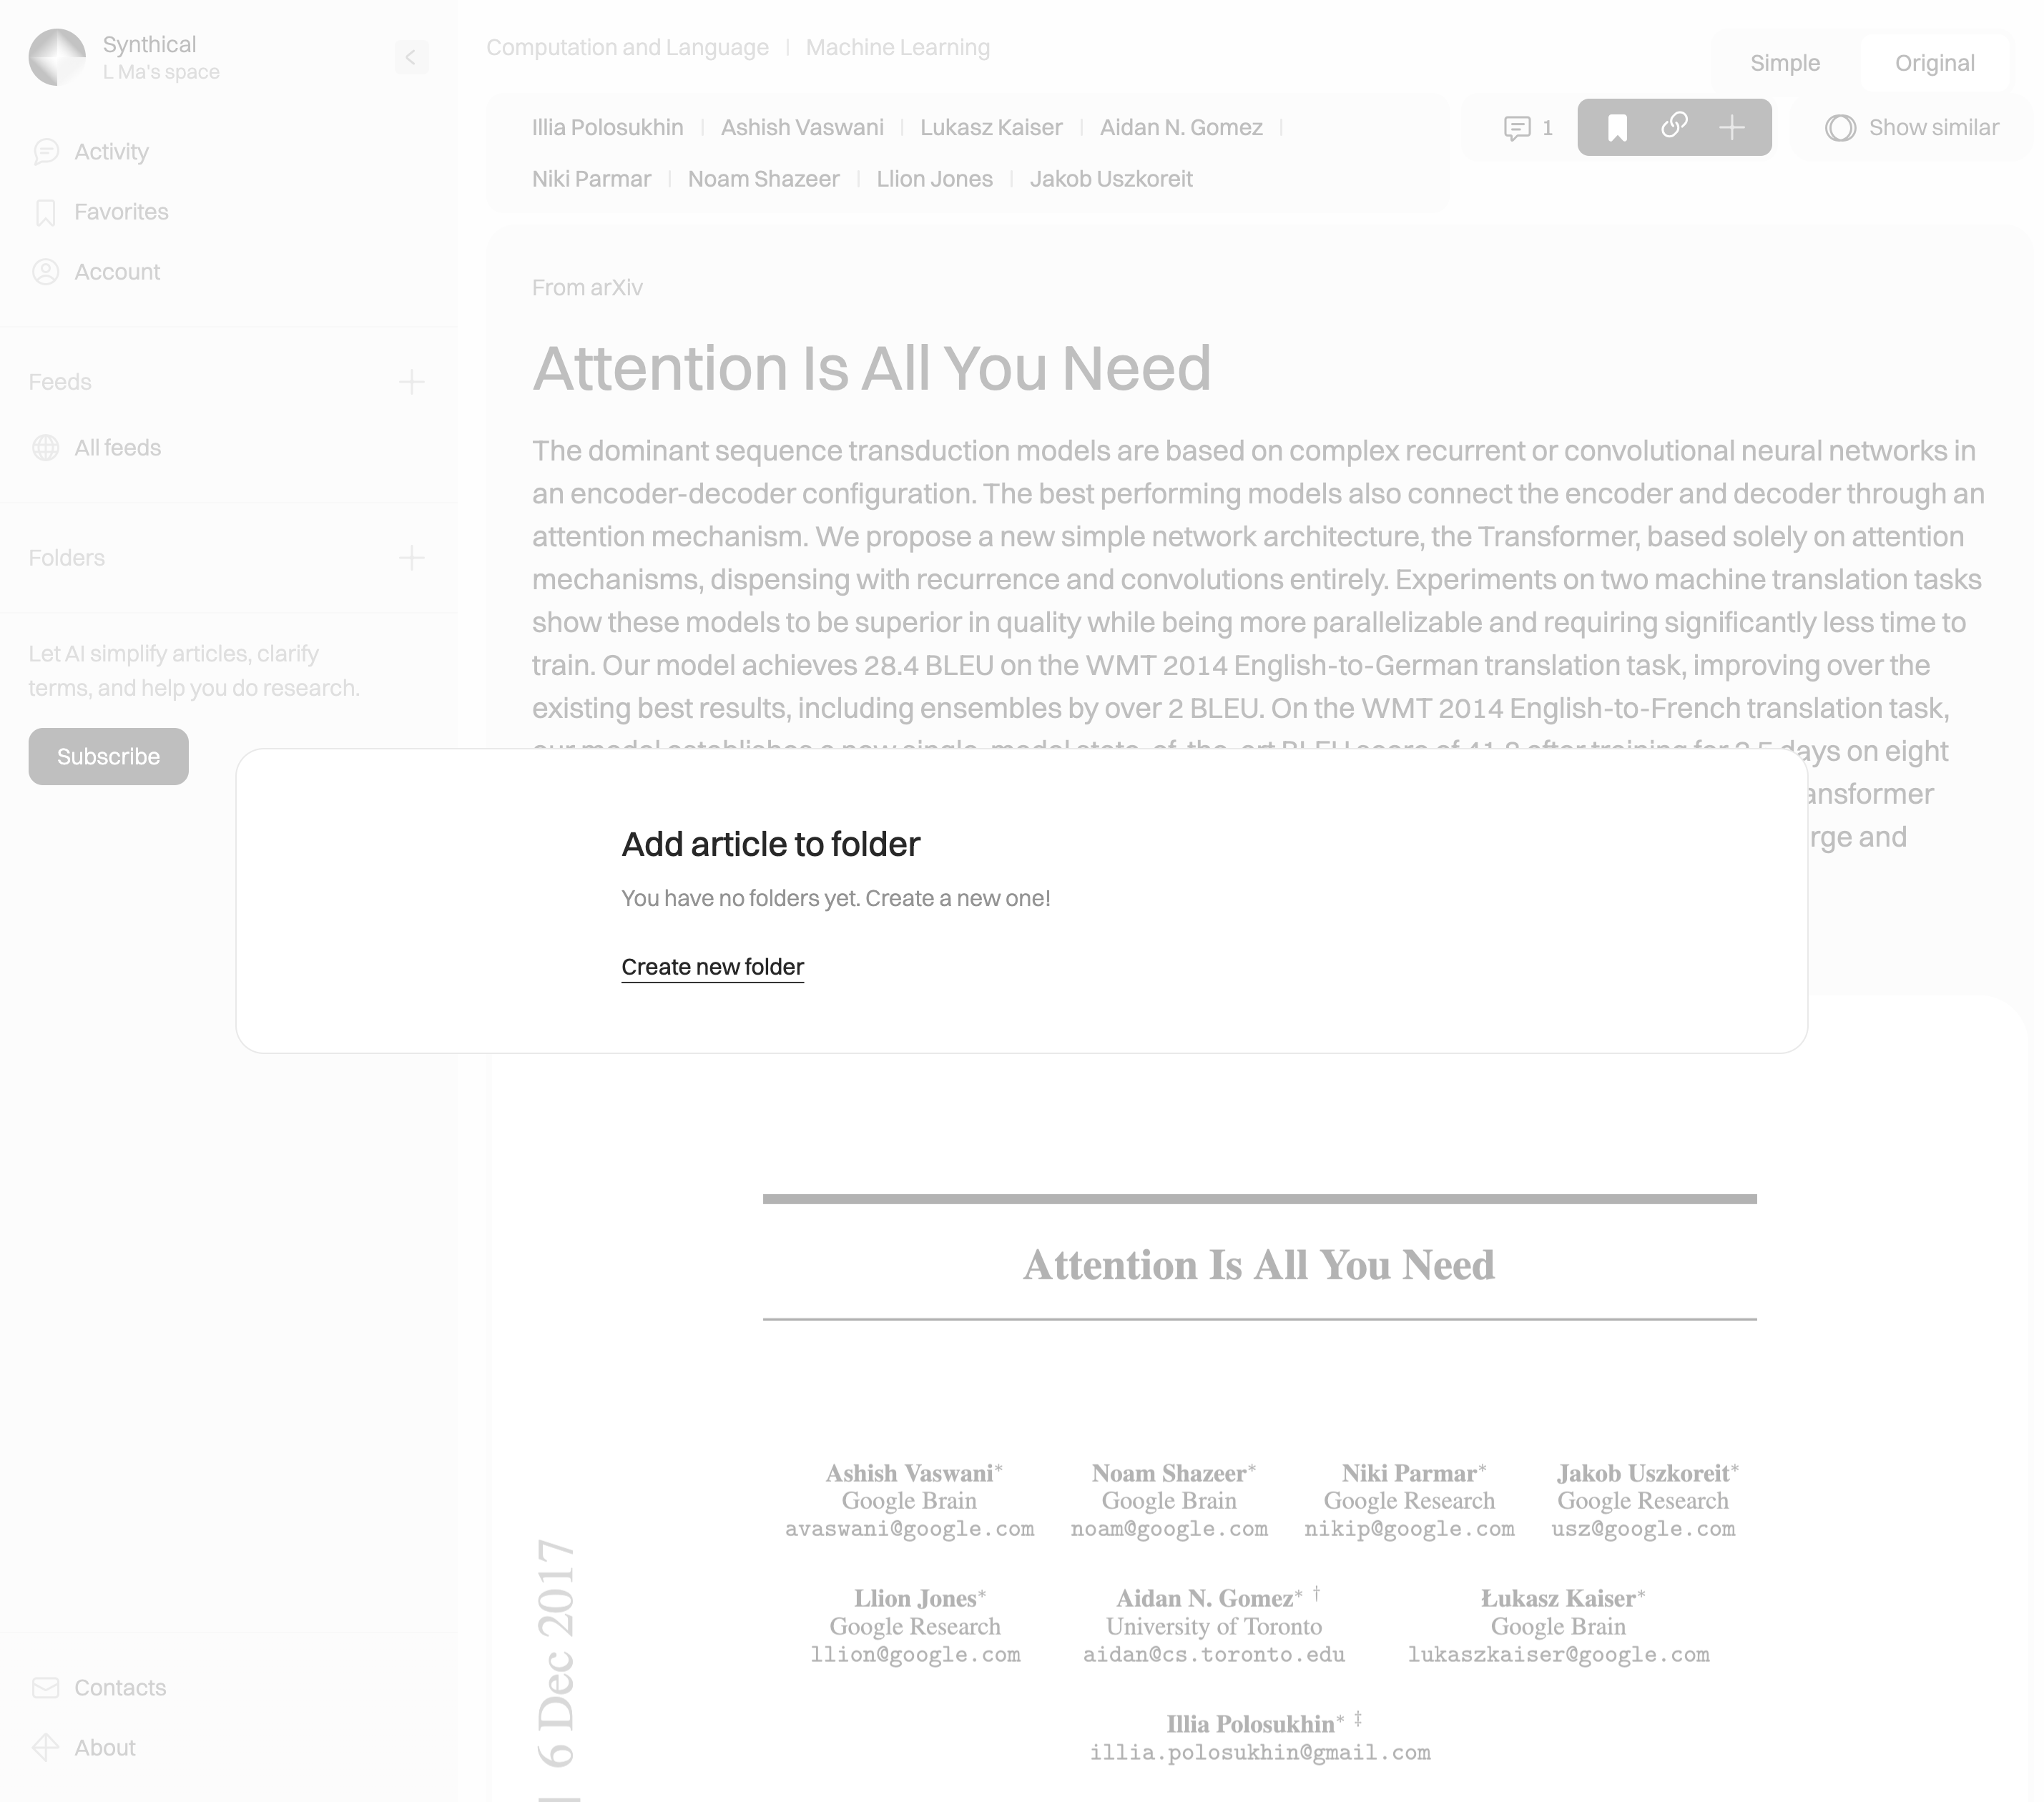 Synthical
L Ma's space
Activity
Favorites
Account
Feeds
All feeds
Folders
Let AI simplify articles, clarify
terms, and help you do research.
Subscribe
Contacts
About
Computation and Language | Machine Learning
Simple Original
Illia Polosukhin | Ashish Vaswani | Lukasz Kaiser | Aidan N. Gomez |
Niki Parmar | Noam Shazeer | Llion Jones | Jakob Uszkoreit
1
Show similar
From arXiv
Attention Is All You Need
The dominant sequence transduction models are based on complex recurrent or convolutional neural networks in
an encoder-decoder configuration. The best performing models also connect the encoder and decoder through an
attention mechanism. We propose a new simple network architecture, the Transformer, based solely on attention
mechanisms, dispensing with recurrence and convolutions entirely. Experiments on two machine translation tasks
show these models to be superior in quality while being more parallelizable and requiring significantly less time to
train. Our model achieves 28.4 BLEU on the WMT 2014 English-to-German translation task, improving over the
existing best results, including ensembles by over 2 BLEU. On the WMT 2014 English-to-French translation task,
days on eight
rge and
Add article to folder
You have no folders yet. Create a new one!
Create new folder
Attention Is All You Need
Ashish Vaswani* Noam Shazeer* Niki Parmar* Jakob Uszkoreit*
Google Brain Google Brain Google Research Google Research
avaswani@google.com noam@google.com nikip@google.com usz@google.com
Llion Jones* Aidan N. Gomez* † Łukasz Kaiser*
Google Research University of Toronto Google Brain
llion@google.com aidan@cs.toronto.edu lukaszkaiser@google.com
Illia Polosukhin* ‡
illia.polosukhin@gmail.com
6 Dec 2017